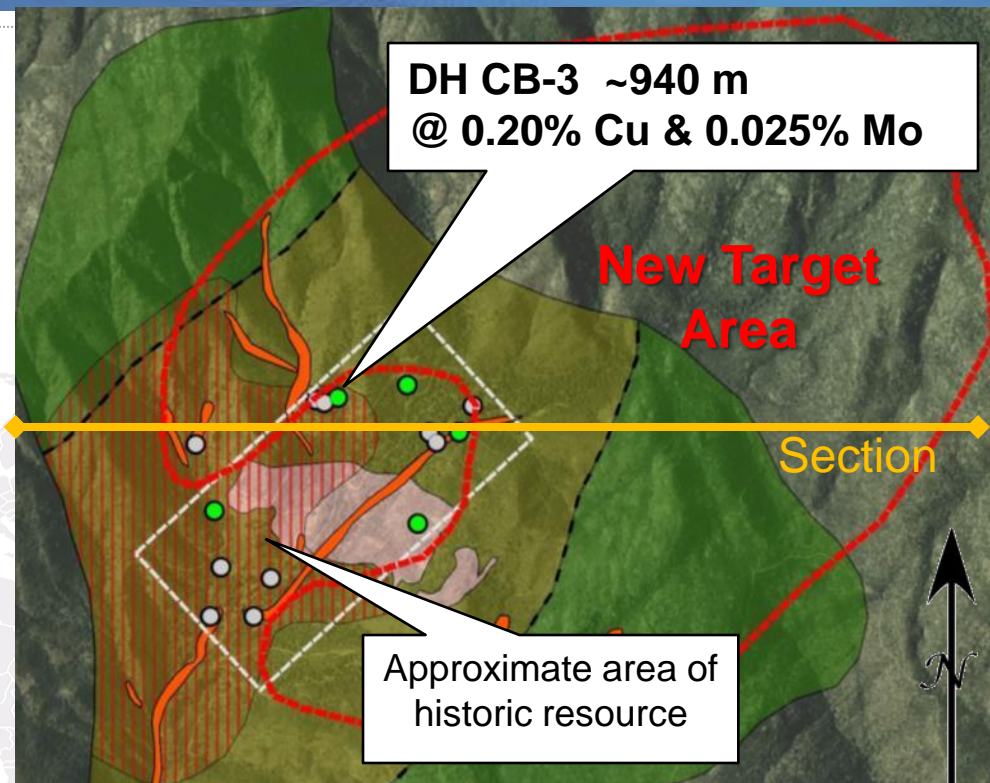 DH CB-3 ~940 m
@ 0.20% Cu & 0.025% Mo
New Target
Area
Section
Approximate area of
historic resource
N